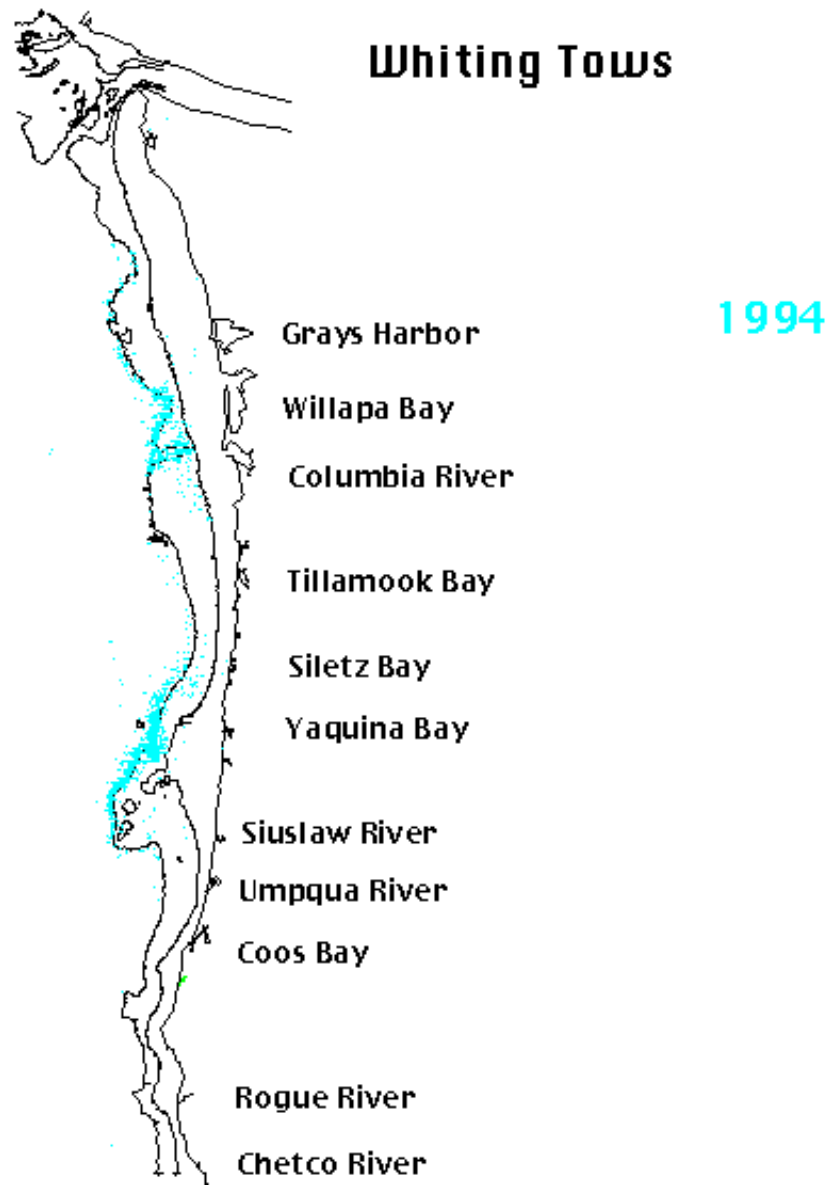 Whiting Tows
1994
Grays Harbor
Willapa Bay
Columbia River
Tillamook Bay
Siletz Bay
Yaquina Bay
Siuslaw River
Umpqua River
Coos Bay
Rogue River
Chetco River